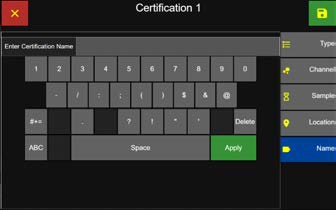 Certification 1
Enter Certification Name
Type
Channel
Sample
Location
Name
1 2 3 4 5 6 7 8 9 0
- / : ; ( ) $ & @
#+= . , ? ! " ' Delete
ABC Space Apply